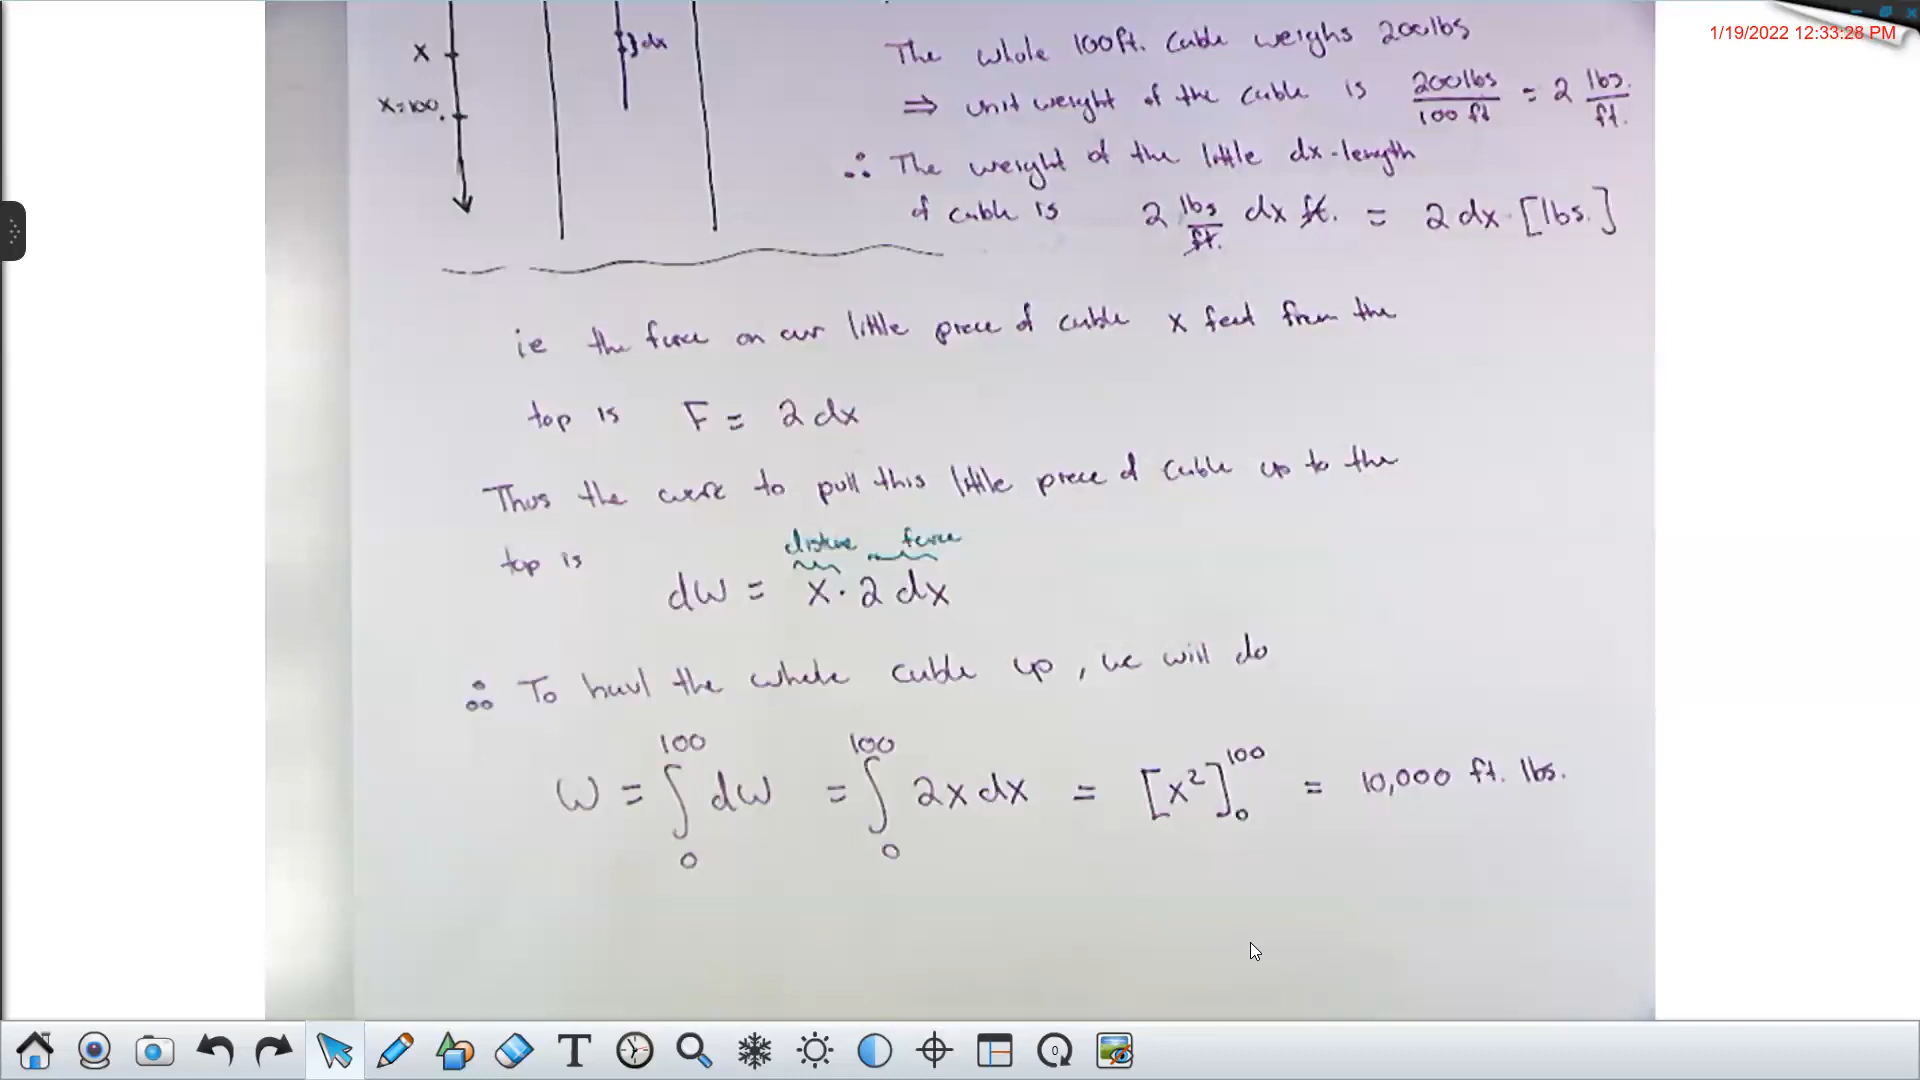 1/19/2022 12:33:28 PM
x
x=100
}dx
The whole 100ft. cable weighs 200lbs
⇒ unit weight of the cable is 200lbs/100 ft = 2 lbs./ft.
∴ The weight of the little dx-length
of cable is 2 lbs/ft. dx ft. = 2 dx [lbs.]
ie the force on our little piece of cable x feet from the
top is F = 2 dx
Thus the work to pull this little piece of cable up to the
distance force
top is dW = x · 2 dx
∴ To haul the whole cable up, we will do
W = ∫₀¹⁰⁰ dW = ∫₀¹⁰⁰ 2x dx = [x²]₀¹⁰⁰ = 10,000 ft. lbs.
T
0